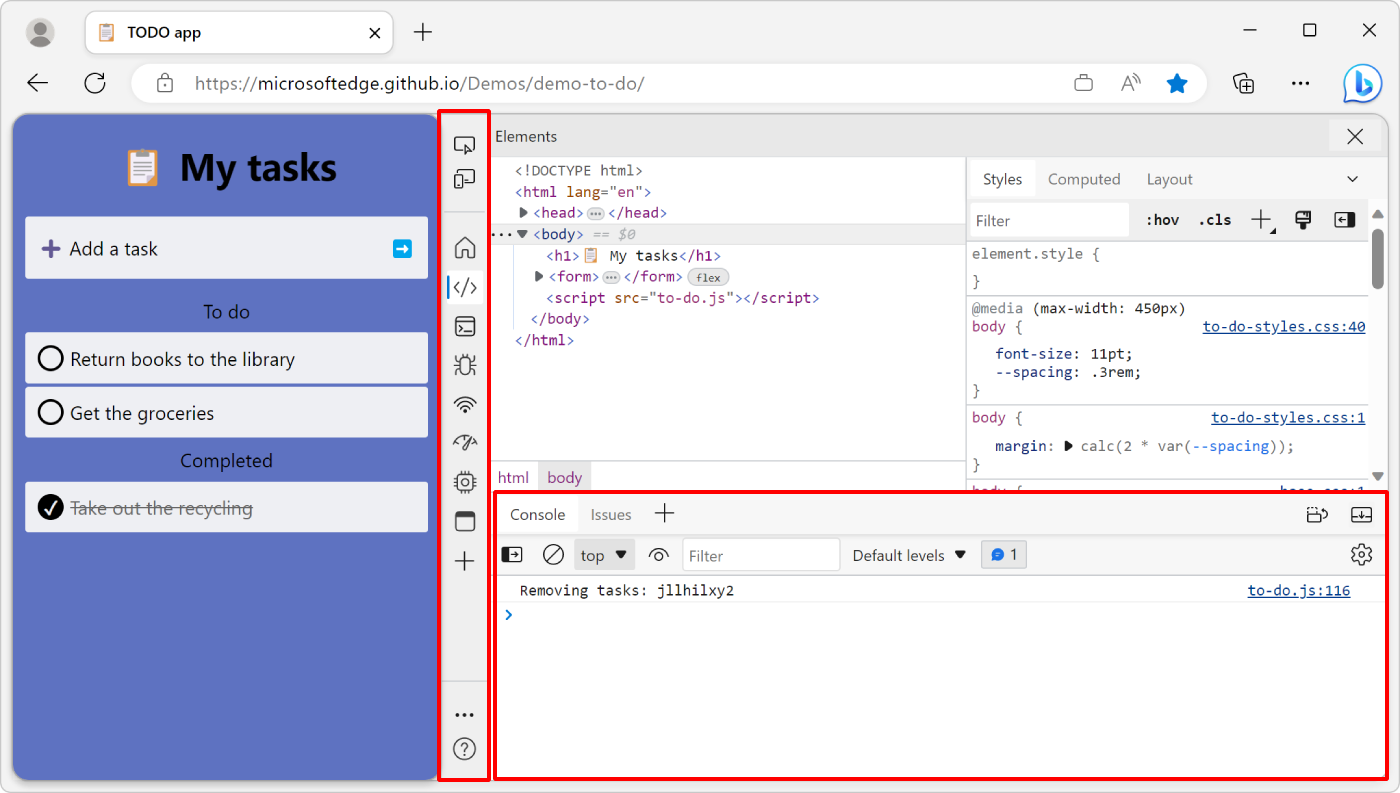 TODO app
https://microsoftedge.github.io/Demos/demo-to-do/
My tasks
Add a task
To do
Return books to the library
Get the groceries
Completed
Take out the recycling
Elements
<!DOCTYPE html>
<html lang="en">
<head> ••• </head>
••• <body> == $0
<h1>📋 My tasks</h1>
<form> ••• </form> flex
<script src="to-do.js"></script>
</body>
</html>
html body
Styles Computed Layout
Filter :hov .cls
element.style {
}
@media (max-width: 450px)
body { to-do-styles.css:40
font-size: 11pt;
--spacing: .3rem;
}
body { to-do-styles.css:1
margin: calc(2 * var(--spacing));
}
body { base.css:1
Console Issues
top Filter Default levels 1
Removing tasks: jllhilxy2 to-do.js:116